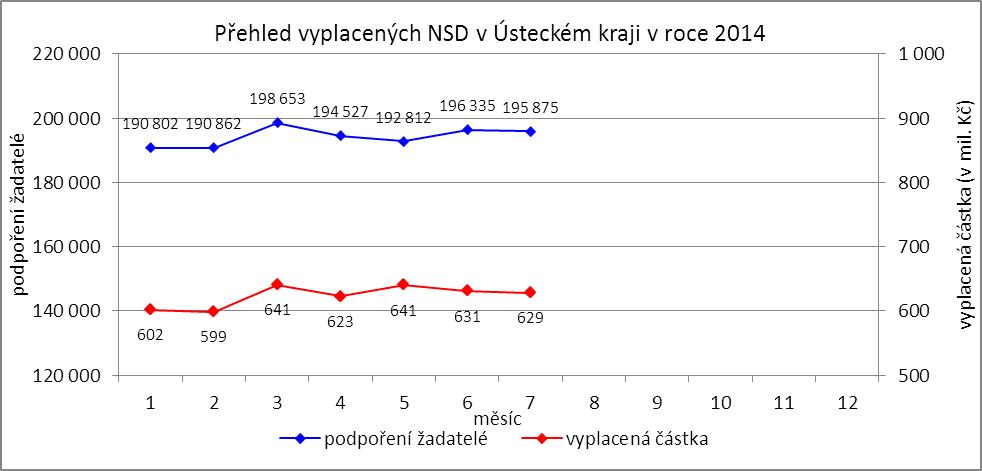 Přehled vyplacených NSD v Ústeckém kraji v roce 2014
220 000
200 000
180 000
160 000
140 000
120 000
podpoření žadatelé
1 000
900
800
700
600
500
vyplacená částka (v mil. Kč)
190 802 190 862 198 653 194 527 192 812 196 335 195 875
602 599 641 623 641 631 629
1 2 3 4 5 6 7 8 9 10 11 12
měsíc
podpoření žadatelé vyplacená částka